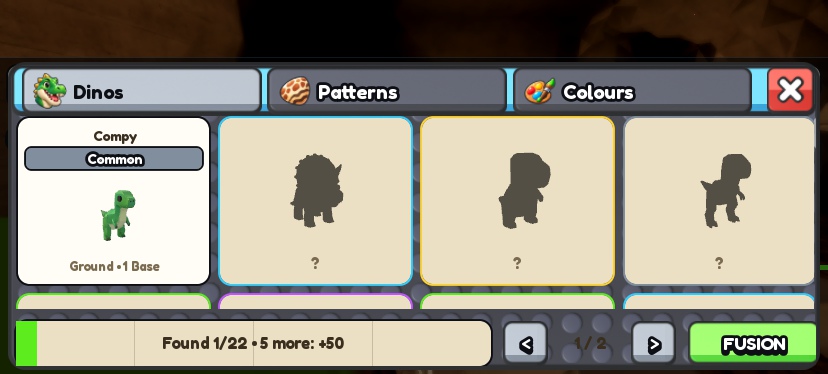 Dinos
Patterns
Colours
Compy
Common
Ground • 1 Base
?
?
?
Found 1/22 • 5 more: +50
<
1 / 2
>
FUSION